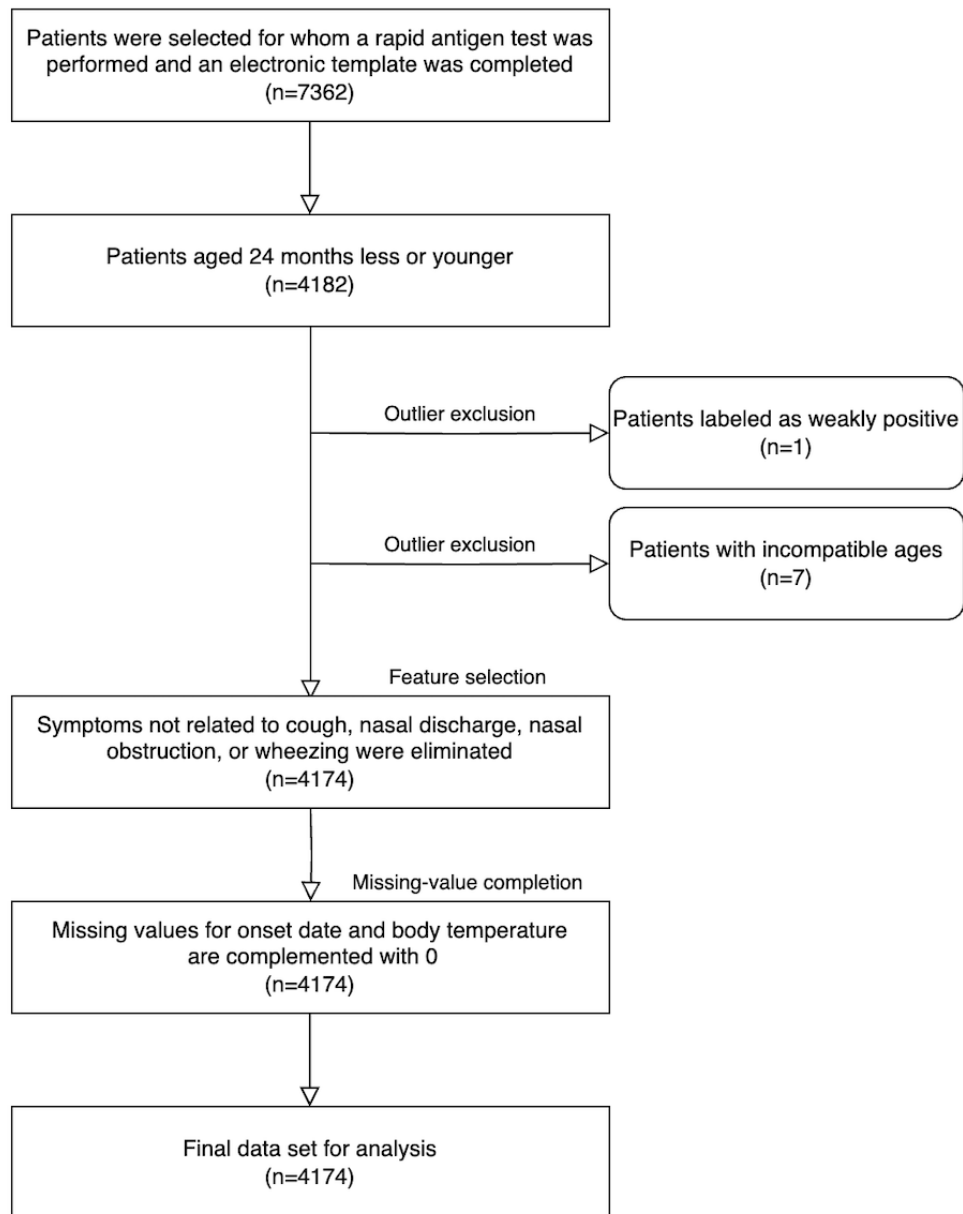 Patients were selected for whom a rapid antigen test was
performed and an electronic template was completed
(n=7362)
Patients aged 24 months less or younger
(n=4182)
Outlier exclusion
Patients labeled as weakly positive
(n=1)
Outlier exclusion
Patients with incompatible ages
(n=7)
Feature selection
Symptoms not related to cough, nasal discharge, nasal
obstruction, or wheezing were eliminated
(n=4174)
Missing-value completion
Missing values for onset date and body temperature
are complemented with 0
(n=4174)
Final data set for analysis
(n=4174)